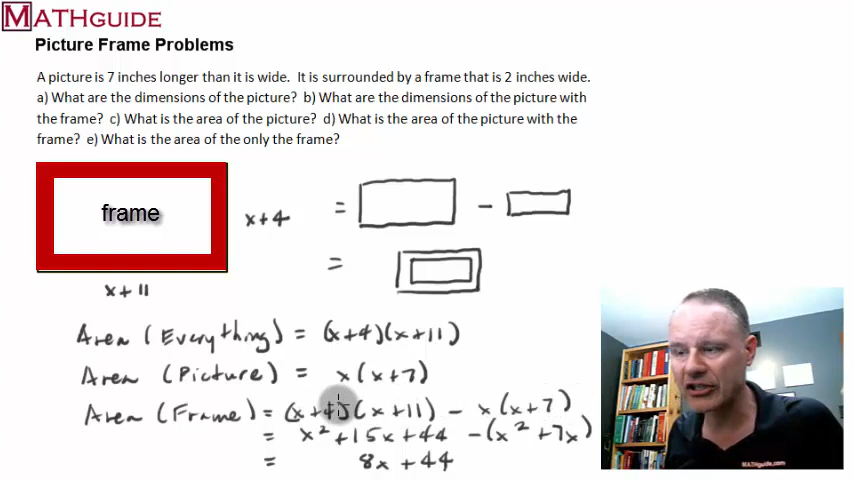 MATHGUIDE
Picture Frame Problems
A picture is 7 inches longer than it is wide. It is surrounded by a frame that is 2 inches wide.
a) What are the dimensions of the picture? b) What are the dimensions of the picture with
the frame? c) What is the area of the picture? d) What is the area of the picture with the
frame? e) What is the area of the only the frame?
frame
x+4
=
-
=
x+11
Area (Everything) = (x+4)(x+11)
Area (Picture) = x(x+7)
Area (Frame) = (x+4)(x+11) - x(x+7)
= x² +15x+44 -(x² +7x)
= 8x +44
MATHguide.com